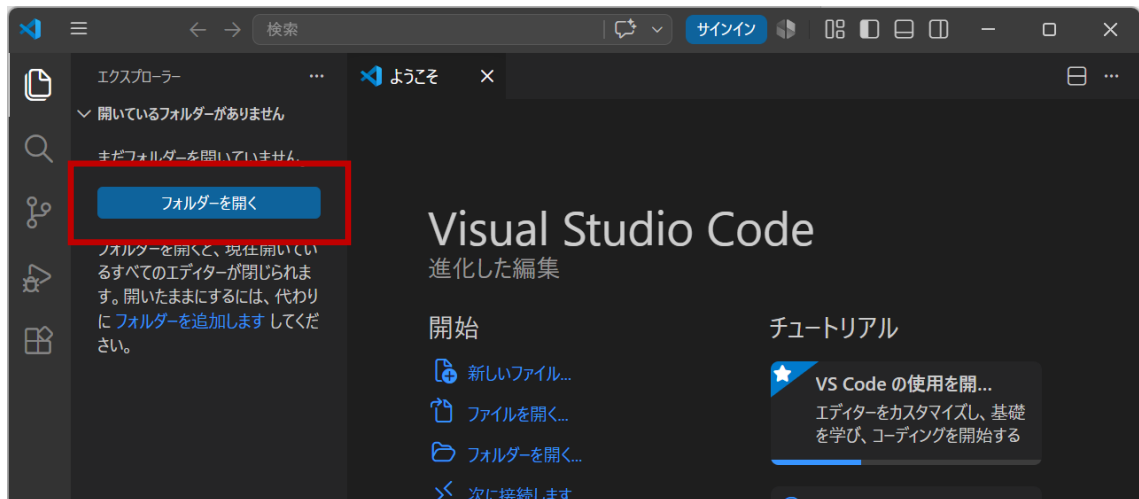 検索
サインイン
エクスプローラー
ようこそ
開いているフォルダーがありません
まだフォルダーを開いていません。
フォルダーを開く
フォルダーを開くと、現在開いてい
るすべてのエディターが閉じられま
す。開いたままにするには、代わり
に フォルダーを追加します してくだ
さい。
Visual Studio Code
進化した編集
開始
新しいファイル...
ファイルを開く...
フォルダーを開く...
次に接続します
チュートリアル
VS Code の使用を開...
エディターをカスタマイズし、基礎
を学び、コーディングを開始する